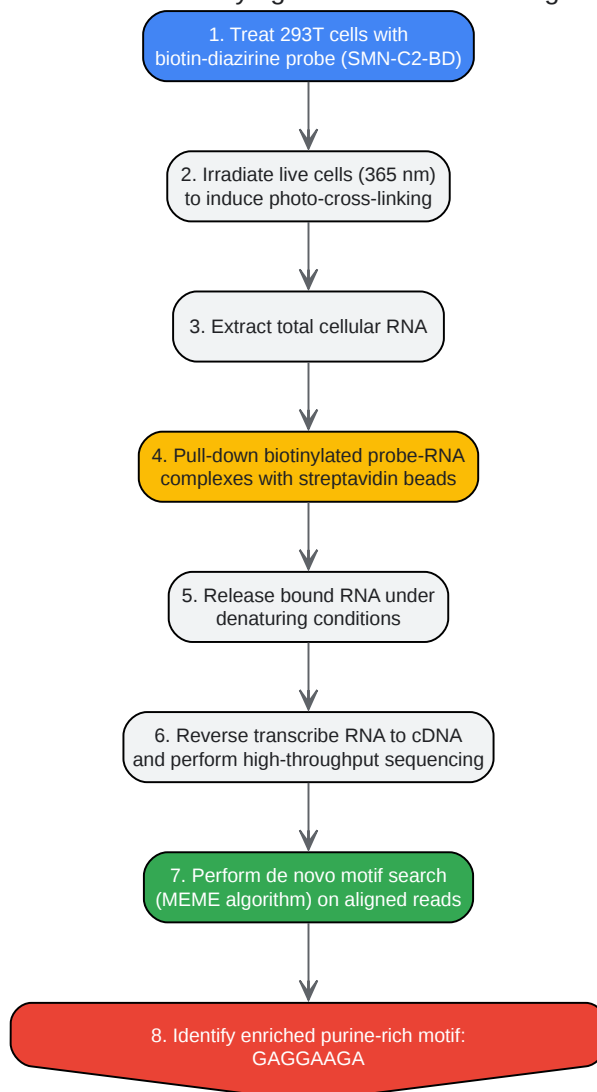 1. Treat 293T cells with
biotin-diazirine probe (SMN-C2-BD)
2. Irradiate live cells (365 nm)
to induce photo-cross-linking
3. Extract total cellular RNA
4. Pull-down biotinylated probe-RNA
complexes with streptavidin beads
5. Release bound RNA under
denaturing conditions
6. Reverse transcribe RNA to cDNA
and perform high-throughput sequencing
7. Perform de novo motif search
(MEME algorithm) on aligned reads
8. Identify enriched purine-rich motif:
GAGGAAGA